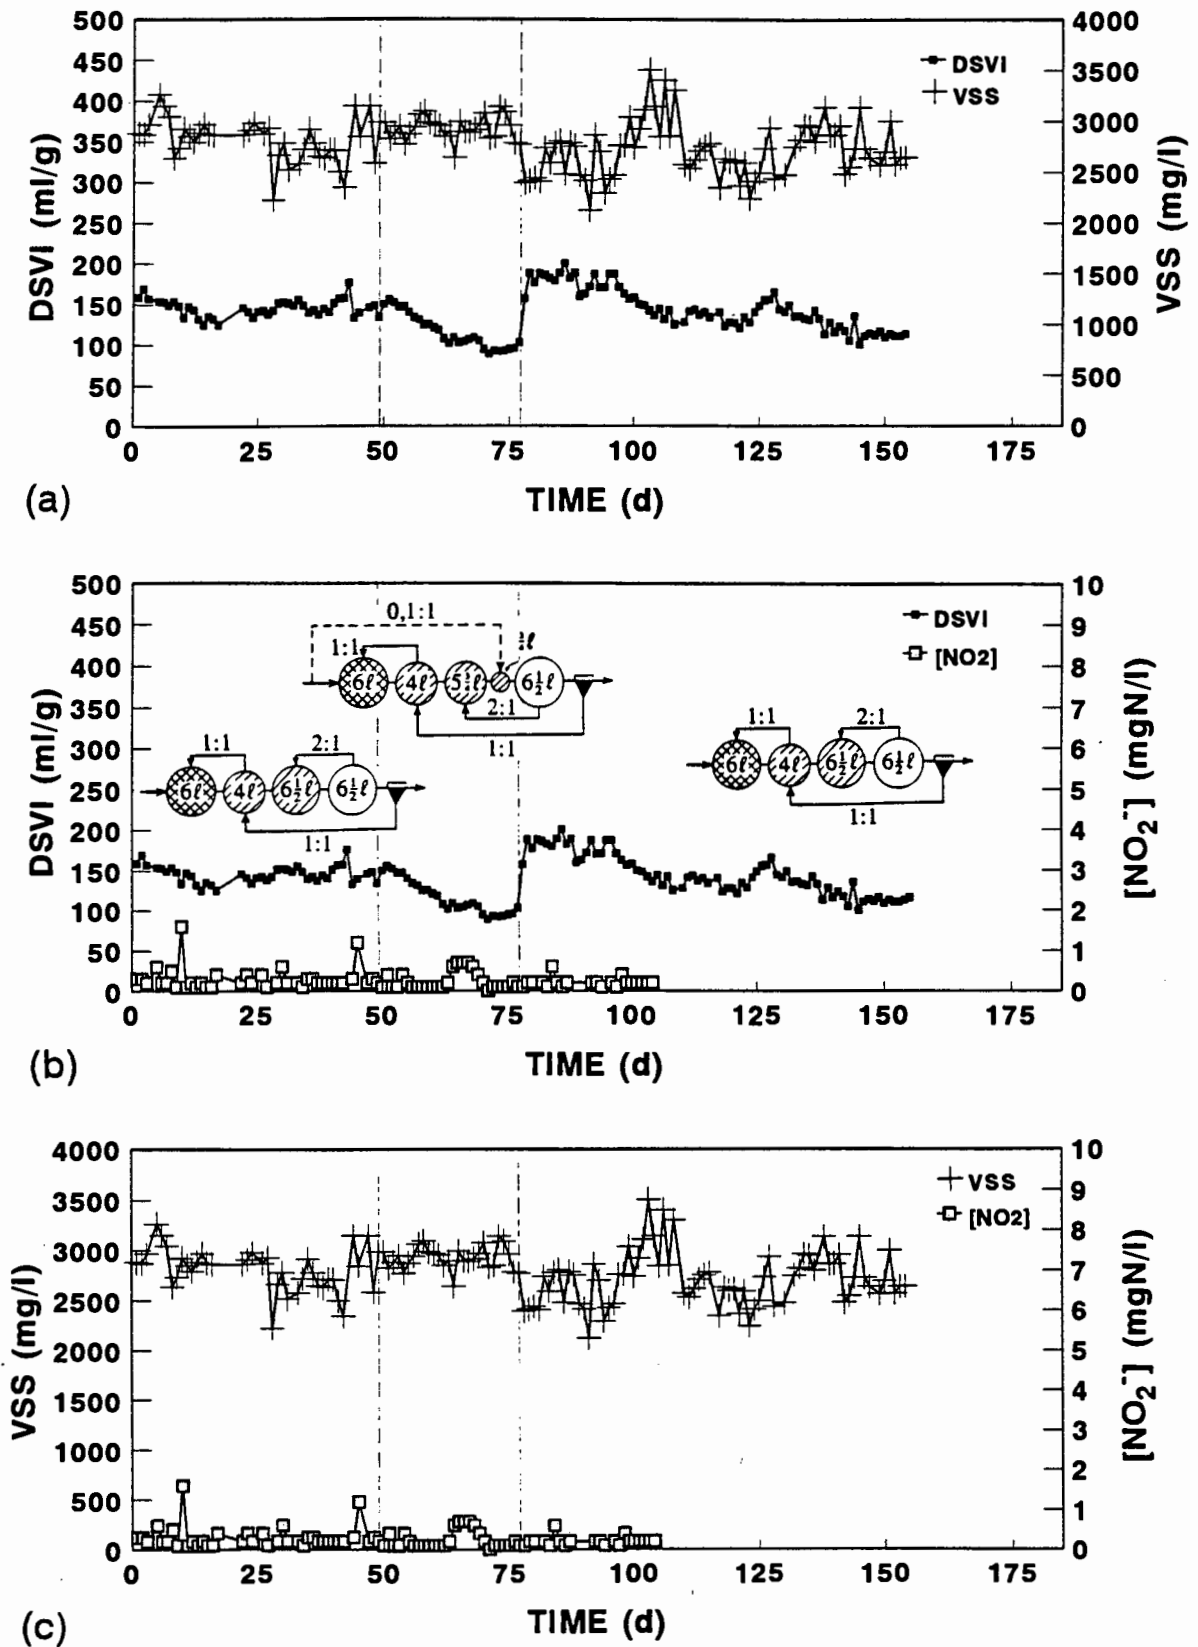 500 4000
450 3500
400 3000
350 2500
300 2000
250 1500
200 1000
150 500
100 0
50
0
DSVI (ml/g)
VSS (mg/l)
DSVI
VSS
0 25 50 75 100 125 150 175
TIME (d)
(a)
500 10
450 9
400 8
350 7
300 6
250 5
200 4
150 3
100 2
50 1
0 0
DSVI (ml/g)
[NO₂⁻] (mgN/l)
DSVI
[NO2]
0,1:1
1:1
6ℓ 4ℓ 6½ℓ
2:1
1:1
1:1 2:1
6ℓ 4ℓ 6½ℓ 6½ℓ
1:1
1:1 2:1
6ℓ 4ℓ 6½ℓ 6½ℓ
1:1
0 25 50 75 100 125 150 175
TIME (d)
(b)
4000 10
3500 9
3000 8
2500 7
2000 6
1500 5
1000 4
500 3
0 2
1
0
VSS (mg/l)
[NO₂⁻] (mgN/l)
VSS
[NO2]
0 25 50 75 100 125 150 175
TIME (d)
(c)